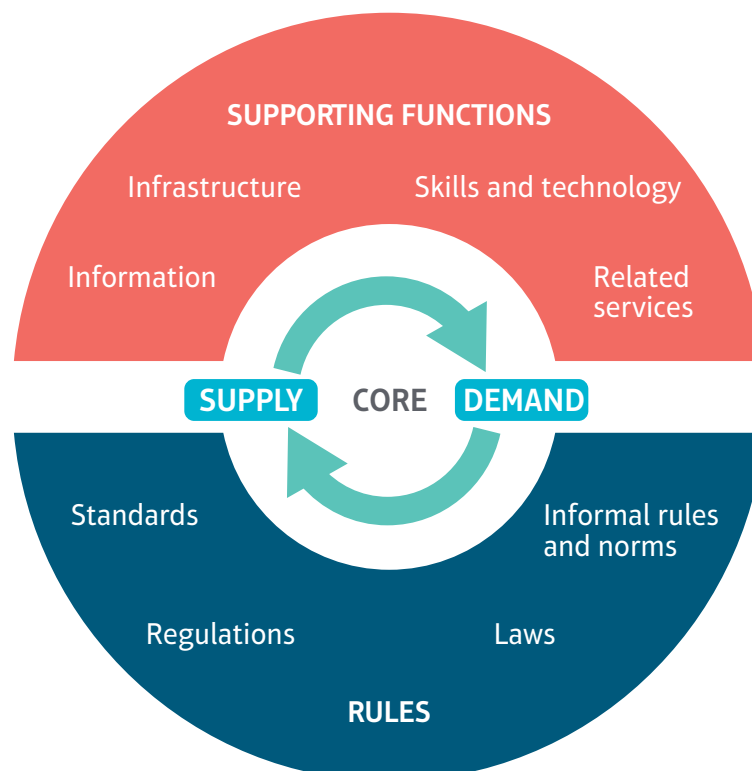 SUPPORTING FUNCTIONS
Infrastructure
Skills and technology
Information
Related
services
SUPPLY
CORE
DEMAND
Standards
Informal rules
and norms
Regulations
Laws
RULES